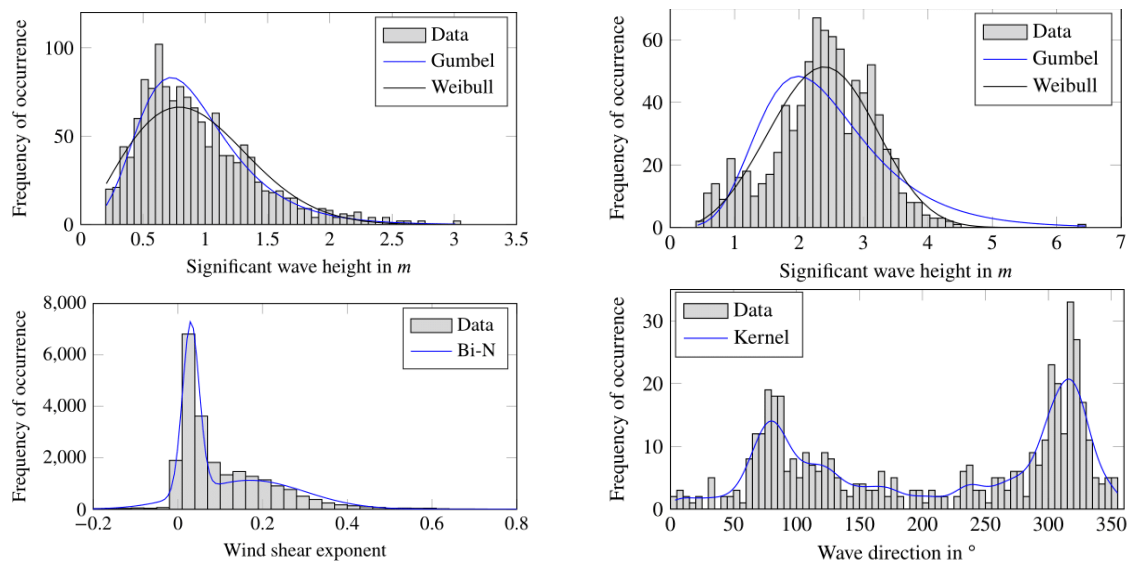 Frequency of occurrence
100
50
0
0
0.5
1
1.5
2
2.5
3
3.5
Significant wave height in m
Data
Gumbel
Weibull
Frequency of occurrence
60
40
20
0
0
1
2
3
4
5
6
7
Significant wave height in m
Data
Gumbel
Weibull
Frequency of occurrence
8,000
6,000
4,000
2,000
0
−0.2
0
0.2
0.4
0.6
0.8
Wind shear exponent
Data
Bi-N
Frequency of occurrence
30
20
10
0
0
50
100
150
200
250
300
350
Wave direction in °
Data
Kernel